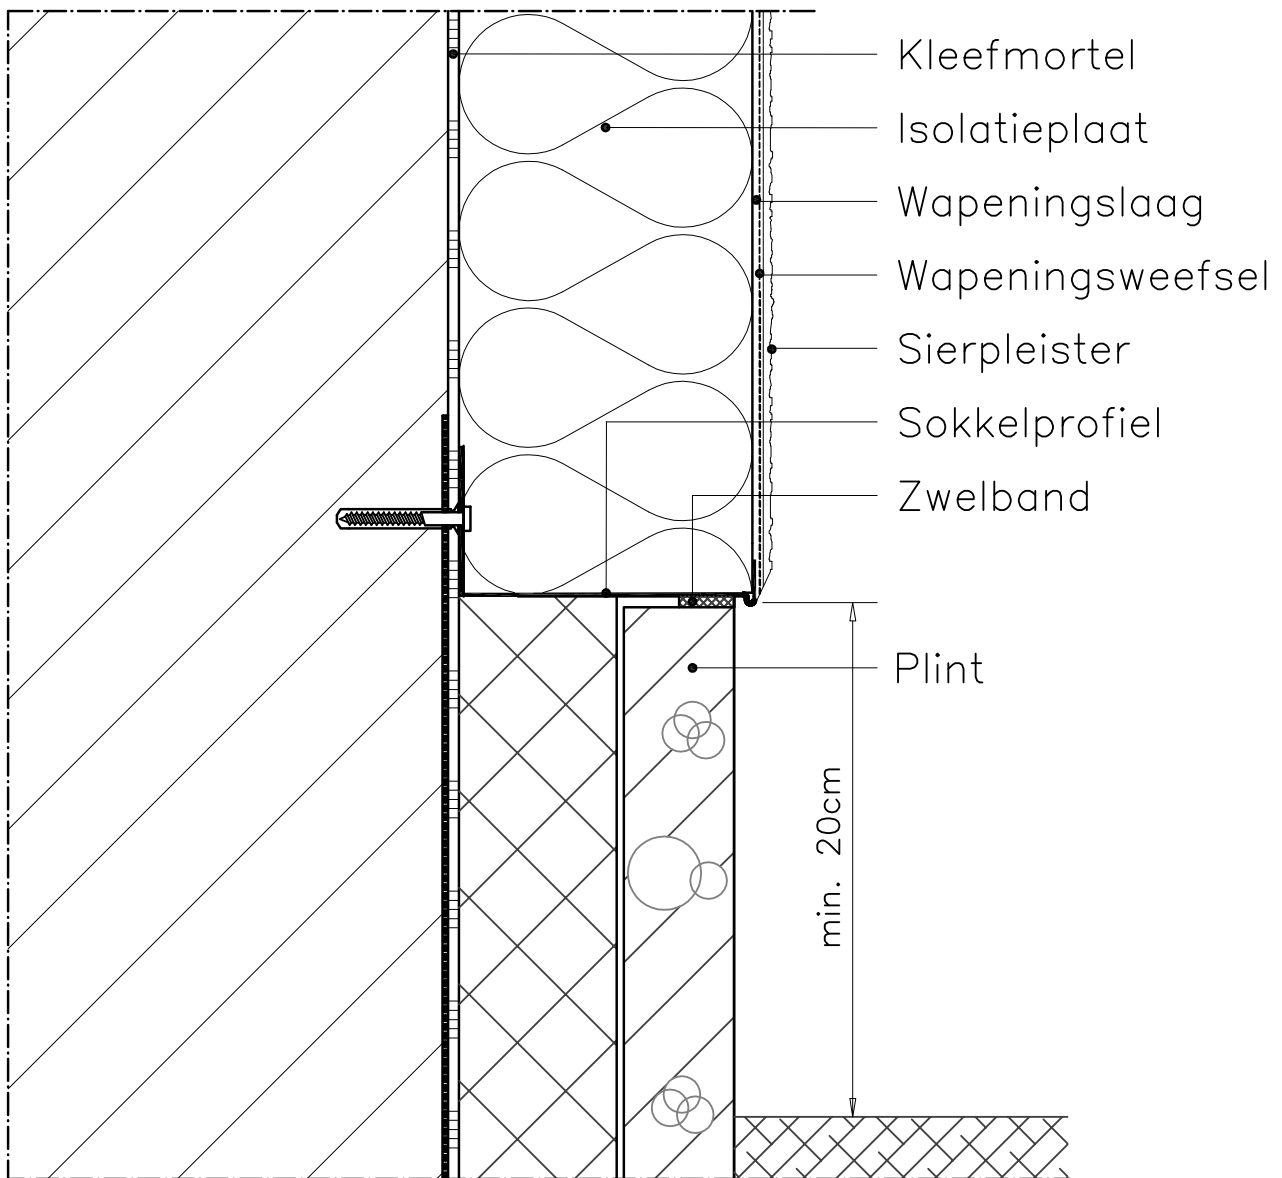 Kleefmortel
Isolatieplaat
Wapeningslaag
Wapeningsweefsel
Sierpleister
Sokkelprofiel
Zwelband
Plint
min. 20cm